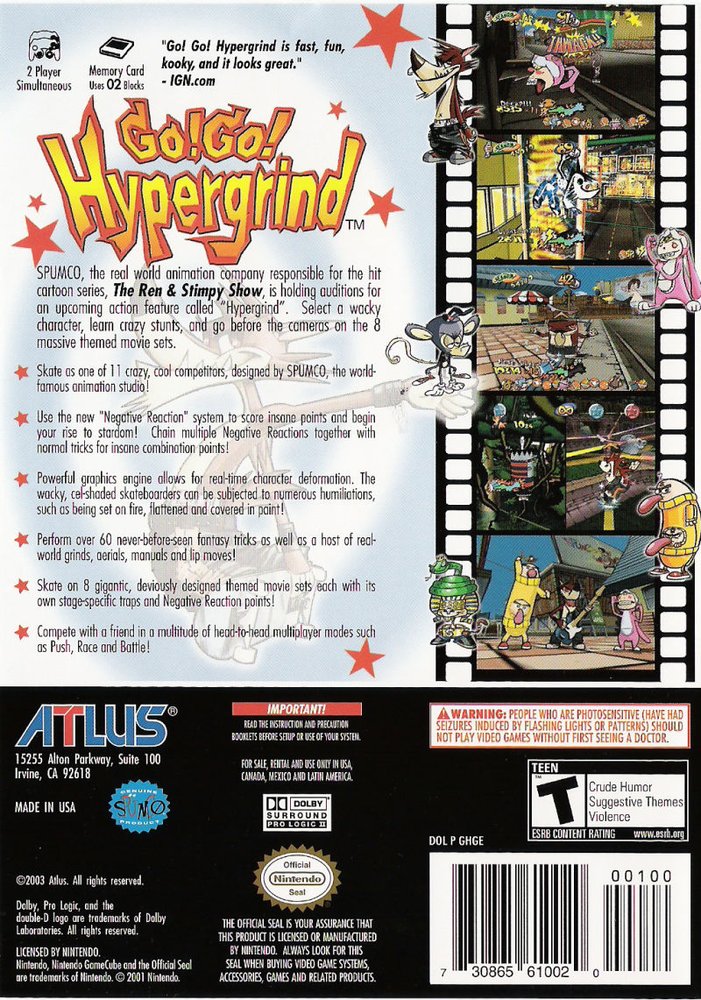 2 Player
Simultaneous
Memory Card
Uses 02 Blocks
"Go! Go! Hypergrind is fast, fun,
kooky, and it looks great."
- IGN.com
Go!Go!
Hypergrind™
SPUMCO, the real world animation company responsible for the hit
cartoon series, The Ren & Stimpy Show, is holding auditions for
an upcoming action feature called "Hypergrind". Select a wacky
character, learn crazy stunts, and go before the cameras on the 8
massive themed movie sets.
Skate as one of 11 crazy, cool competitors, designed by SPUMCO, the world-
famous animation studio!
Use the new "Negative Reaction" system to score insane points and begin
your rise to stardom! Chain multiple Negative Reactions together with
normal tricks for insane combination points!
Powerful graphics engine allows for real-time character deformation. The
wacky, cel-shaded skateboarders can be subjected to numerous humiliations,
such as being set on fire, flattened and covered in paint!
Perform over 60 never-before-seen fantasy tricks as well as a host of real-
world grinds, aerials, manuals and lip moves!
Skate on 8 gigantic, deviously designed themed movie sets each with its
own stage-specific traps and Negative Reaction points!
Compete with a friend in a multitude of head-to-head multiplayer modes such
as Push, Race and Battle!
ATLUS®
15255 Alton Parkway, Suite 100
Irvine, CA 92618
MADE IN USA
GENUINE
PRODUCT
©2003 Atlus. All rights reserved.
Dolby, Pro Logic, and the
double-D logo are trademarks of Dolby
Laboratories. All rights reserved.
LICENSED BY NINTENDO.
Nintendo, Nintendo GameCube and the Official Seal
are trademarks of Nintendo. © 2001 Nintendo.
IMPORTANT!
READ THE INSTRUCTION AND PRECAUTION
BOOKLETS BEFORE SETUP OR USE OF YOUR SYSTEM.
FOR SALE, RENTAL AND USE ONLY IN USA,
CANADA, MEXICO AND LATIN AMERICA.
DOLBY
SURROUND
PRO LOGIC II
Official
Nintendo
Seal
THE OFFICIAL SEAL IS YOUR ASSURANCE THAT
THIS PRODUCT IS LICENSED OR MANUFACTURED
BY NINTENDO. ALWAYS LOOK FOR THIS
SEAL WHEN BUYING VIDEO GAME SYSTEMS,
ACCESSORIES, GAMES AND RELATED PRODUCTS.
WARNING: PEOPLE WHO ARE PHOTOSENSITIVE (HAVE HAD
SEIZURES INDUCED BY FLASHING LIGHTS OR PATTERNS) SHOULD
NOT PLAY VIDEO GAMES WITHOUT FIRST SEEING A DOCTOR.
TEEN
T
Crude Humor
Suggestive Themes
Violence
ESRB CONTENT RATING www.esrb.org
DOL P GHGE
00100
7 30865 61002 0